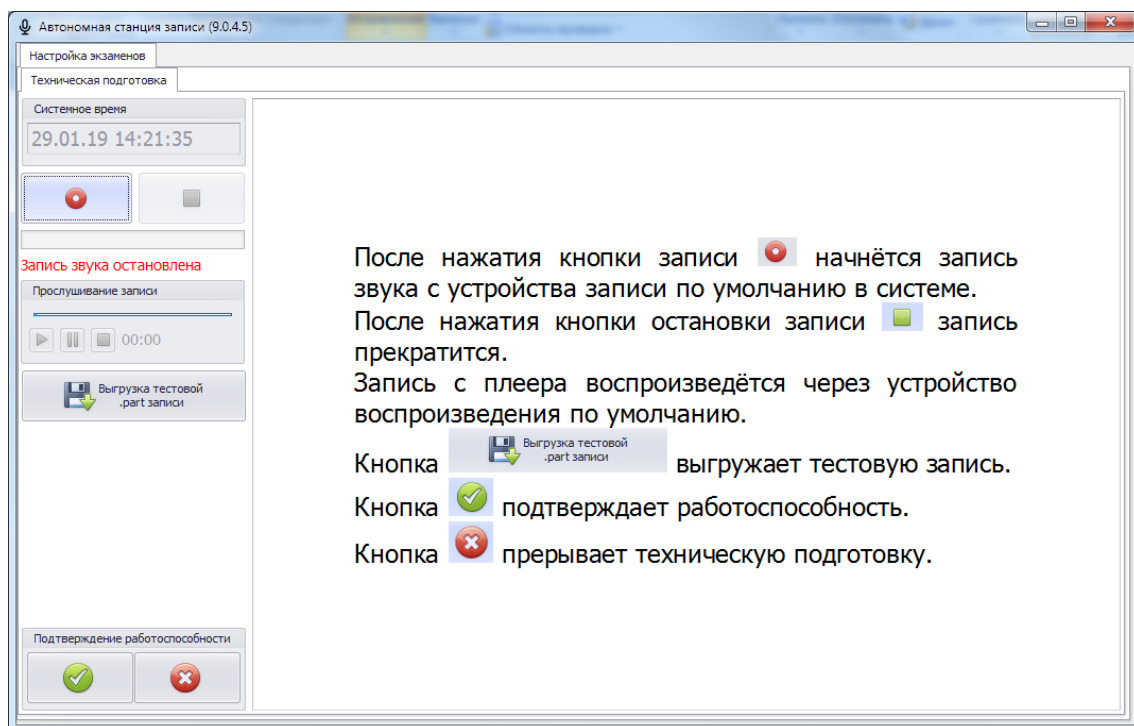 Автономная станция записи (9.0.4.5)
Настройка экзаменов
Техническая подготовка
Системное время
29.01.19 14:21:35
Запись звука остановлена
Прослушивание записи
00:00
Выгрузка тестовой
.part записи
Подтверждение работоспособности
После нажатия кнопки записи начнётся запись
звука с устройства записи по умолчанию в системе.
После нажатия кнопки остановки записи запись
прекратится.
Запись с плеера воспроизведётся через устройство
воспроизведения по умолчанию.
Кнопка Выгрузка тестовой .part записи выгружает тестовую запись.
Кнопка подтверждает работоспособность.
Кнопка прерывает техническую подготовку.